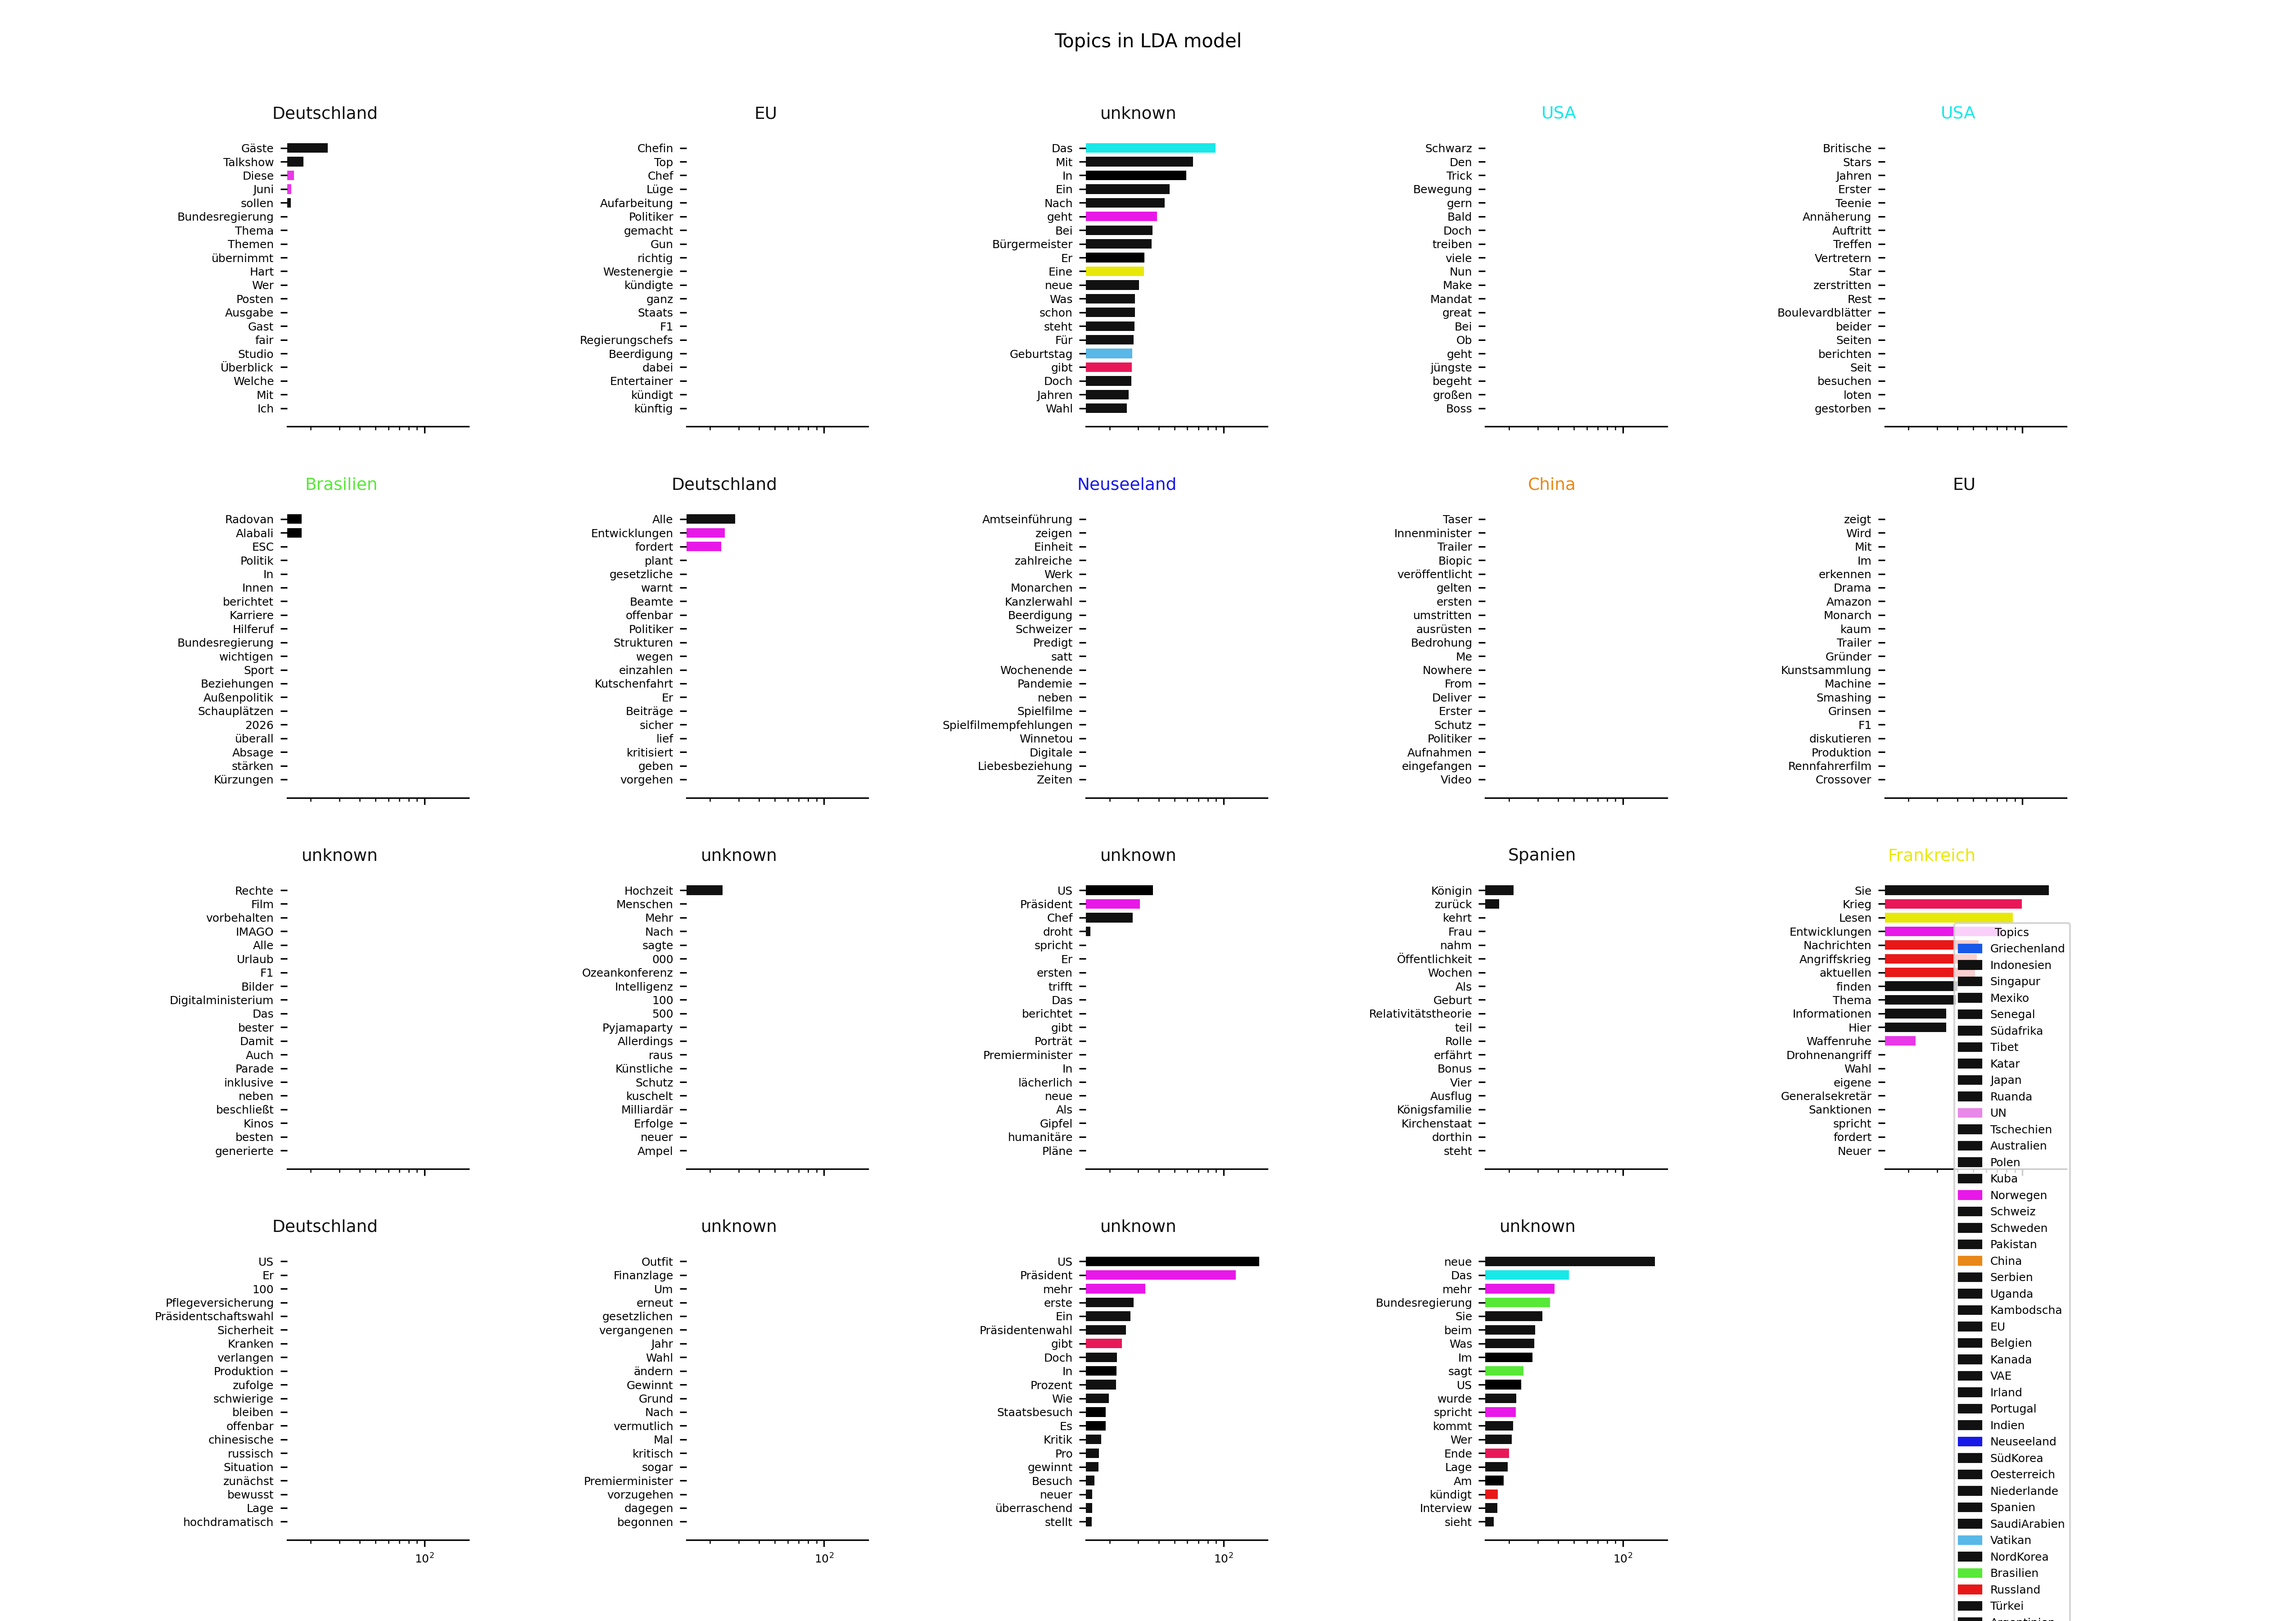 Topics in LDA model
Deutschland
Gäste
Talkshow
Diese
Juni
sollen
Bundesregierung
Thema
Themen
übernimmt
Hart
Wer
Posten
Ausgabe
Gast
fair
Studio
Überblick
Welche
Mit
Ich
EU
Chefin
Top
Chef
Lüge
Aufarbeitung
Politiker
gemacht
Gun
richtig
Westenergie
kündigte
ganz
Staats
F1
Regierungschefs
Beerdigung
dabei
Entertainer
kündigt
künftig
unknown
Das
Mit
In
Ein
Nach
geht
Bei
Bürgermeister
Er
Eine
neue
Was
schon
steht
Für
Geburtstag
gibt
Doch
Jahren
Wahl
USA
Schwarz
Den
Trick
Bewegung
gern
Bald
Doch
treiben
viele
Nun
Make
Mandat
great
Bei
Ob
geht
jüngste
begeht
großen
Boss
USA
Britische
Stars
Jahren
Erster
Teenie
Annäherung
Auftritt
Treffen
Vertretern
Star
zerstritten
Rest
Boulevardblätter
beider
Seiten
berichten
Seit
besuchen
loten
gestorben
Brasilien
Radovan
Alabali
ESC
Politik
In
Innen
berichtet
Karriere
Hilferuf
Bundesregierung
wichtigen
Sport
Beziehungen
Außenpolitik
Schauplätzen
2026
überall
Absage
stärken
Kürzungen
Deutschland
Alle
Entwicklungen
fordert
plant
gesetzliche
warnt
Beamte
offenbar
Politiker
Strukturen
wegen
einzahlen
Kutschenfahrt
Er
Beiträge
sicher
lief
kritisiert
geben
vorgehen
Neuseeland
Amtseinführung
zeigen
Einheit
zahlreiche
Werk
Monarchen
Kanzlerwahl
Beerdigung
Schweizer
Predigt
satt
Wochenende
Pandemie
neben
Spielfilme
Spielfilmempfehlungen
Winnetou
Digitale
Liebesbeziehung
Zeiten
China
Taser
Innenminister
Trailer
Biopic
veröffentlicht
gelten
ersten
umstritten
ausrüsten
Bedrohung
Me
Nowhere
From
Deliver
Erster
Schutz
Politiker
Aufnahmen
eingefangen
Video
EU
zeigt
Wird
Mit
Im
erkennen
Drama
Amazon
Monarch
kaum
Trailer
Gründer
Kunstsammlung
Machine
Smashing
Grinsen
F1
diskutieren
Produktion
Rennfahrerfilm
Crossover
unknown
Rechte
Film
vorbehalten
IMAGO
Alle
Urlaub
F1
Bilder
Digitalministerium
Das
bester
Damit
Auch
Parade
inklusive
neben
beschließt
Kinos
besten
generierte
unknown
Hochzeit
Menschen
Mehr
Nach
sagte
000
Ozeankonferenz
Intelligenz
100
500
Pyjamaparty
Allerdings
raus
Künstliche
Schutz
kuschelt
Milliardär
Erfolge
neuer
Ampel
unknown
US
Präsident
Chef
droht
spricht
Er
ersten
trifft
Das
berichtet
gibt
Porträt
Premierminister
In
lächerlich
neue
Als
Gipfel
humanitäre
Pläne
Spanien
Königin
zurück
kehrt
Frau
nahm
Öffentlichkeit
Wochen
Als
Geburt
Relativitätstheorie
teil
Rolle
erfährt
Bonus
Vier
Ausflug
Königsfamilie
Kirchenstaat
dorthin
steht
Frankreich
Sie
Krieg
Lesen
Entwicklungen
Nachrichten
Angriffskrieg
aktuellen
finden
Thema
Informationen
Hier
Waffenruhe
Drohnenangriff
Wahl
eigene
Generalsekretär
Sanktionen
spricht
fordert
Neuer
Deutschland
US
Er
100
Pflegeversicherung
Präsidentschaftswahl
Sicherheit
Kranken
verlangen
Produktion
zufolge
schwierige
bleiben
offenbar
chinesische
russisch
Situation
zunächst
bewusst
Lage
hochdramatisch
10²
unknown
Outfit
Finanzlage
Um
erneut
gesetzlichen
vergangenen
Jahr
Wahl
ändern
Gewinnt
Grund
Nach
vermutlich
Mal
kritisch
sogar
Premierminister
vorzugehen
dagegen
begonnen
10²
unknown
US
Präsident
mehr
erste
Ein
Präsidentenwahl
gibt
Doch
In
Prozent
Wie
Staatsbesuch
Es
Kritik
Pro
gewinnt
Besuch
neuer
überraschend
stellt
10²
unknown
neue
Das
mehr
Bundesregierung
Sie
beim
Was
Im
sagt
US
wurde
spricht
kommt
Wer
Ende
Lage
Am
kündigt
Interview
sieht
10²
Topics
Griechenland
Indonesien
Singapur
Mexiko
Senegal
Südafrika
Tibet
Katar
Japan
Ruanda
UN
Tschechien
Australien
Polen
Kuba
Norwegen
Schweiz
Schweden
Pakistan
China
Serbien
Uganda
Kambodscha
EU
Belgien
Kanada
VAE
Irland
Portugal
Indien
Neuseeland
SüdKorea
Oesterreich
Niederlande
Spanien
SaudiArabien
Vatikan
NordKorea
Brasilien
Russland
Türkei